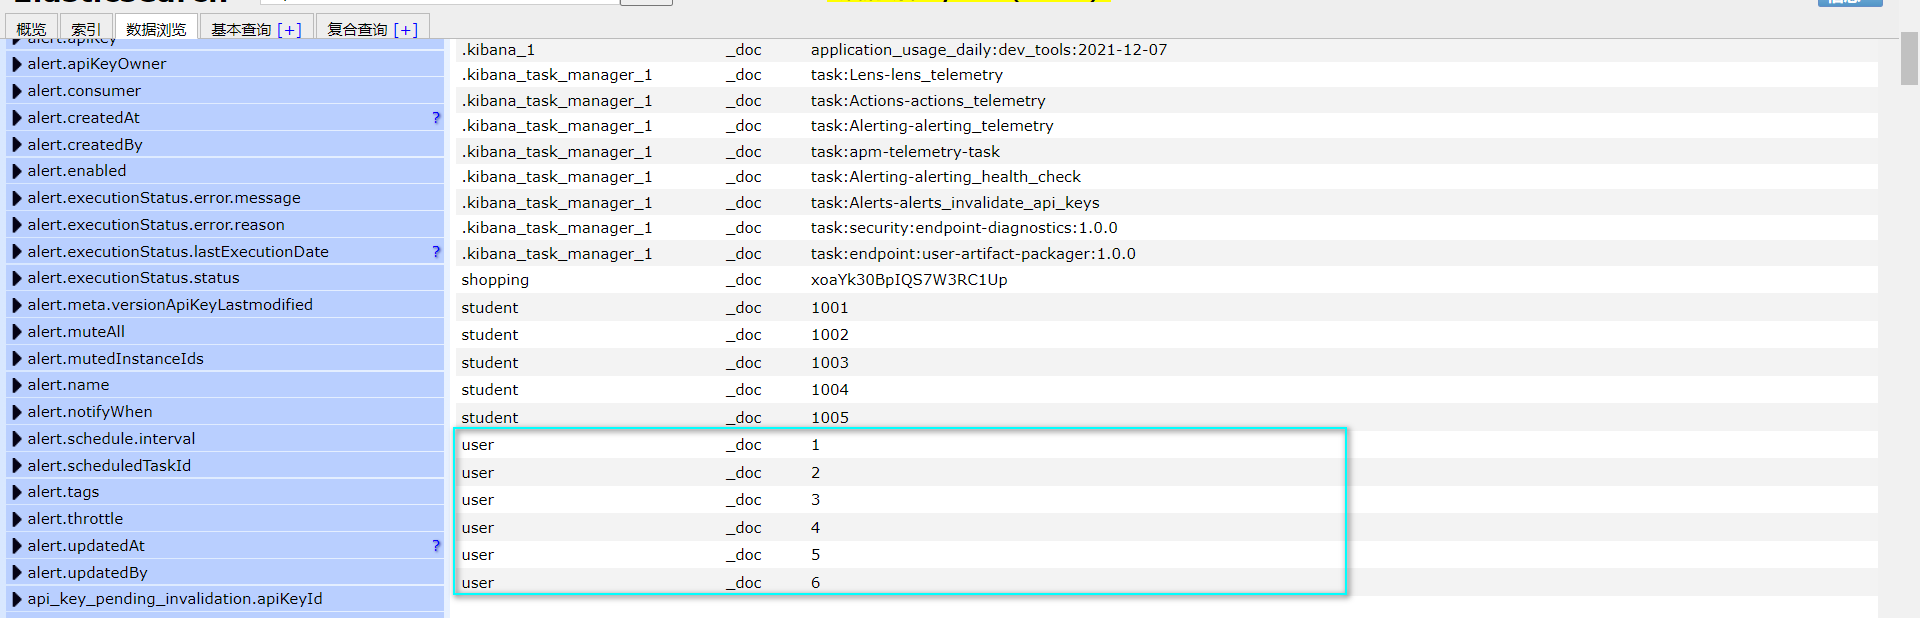 概览 索引 数据浏览 基本查询 [+] 复合查询 [+]
alert.apiKey
alert.apiKeyOwner
alert.consumer
alert.createdAt ?
alert.createdBy
alert.enabled
alert.executionStatus.error.message
alert.executionStatus.error.reason
alert.executionStatus.lastExecutionDate ?
alert.executionStatus.status
alert.meta.versionApiKeyLastmodified
alert.muteAll
alert.mutedInstanceIds
alert.name
alert.notifyWhen
alert.schedule.interval
alert.scheduledTaskId
alert.tags
alert.throttle
alert.updatedAt ?
alert.updatedBy
api_key_pending_invalidation.apiKeyId
.kibana_1 _doc application_usage_daily:dev_tools:2021-12-07
.kibana_task_manager_1 _doc task:Lens-lens_telemetry
.kibana_task_manager_1 _doc task:Actions-actions_telemetry
.kibana_task_manager_1 _doc task:Alerting-alerting_telemetry
.kibana_task_manager_1 _doc task:apm-telemetry-task
.kibana_task_manager_1 _doc task:Alerting-alerting_health_check
.kibana_task_manager_1 _doc task:Alerts-alerts_invalidate_api_keys
.kibana_task_manager_1 _doc task:security:endpoint-diagnostics:1.0.0
.kibana_task_manager_1 _doc task:endpoint:user-artifact-packager:1.0.0
shopping _doc xoaYk30BpIQS7W3RC1Up
student _doc 1001
student _doc 1002
student _doc 1003
student _doc 1004
student _doc 1005
user _doc 1
user _doc 2
user _doc 3
user _doc 4
user _doc 5
user _doc 6